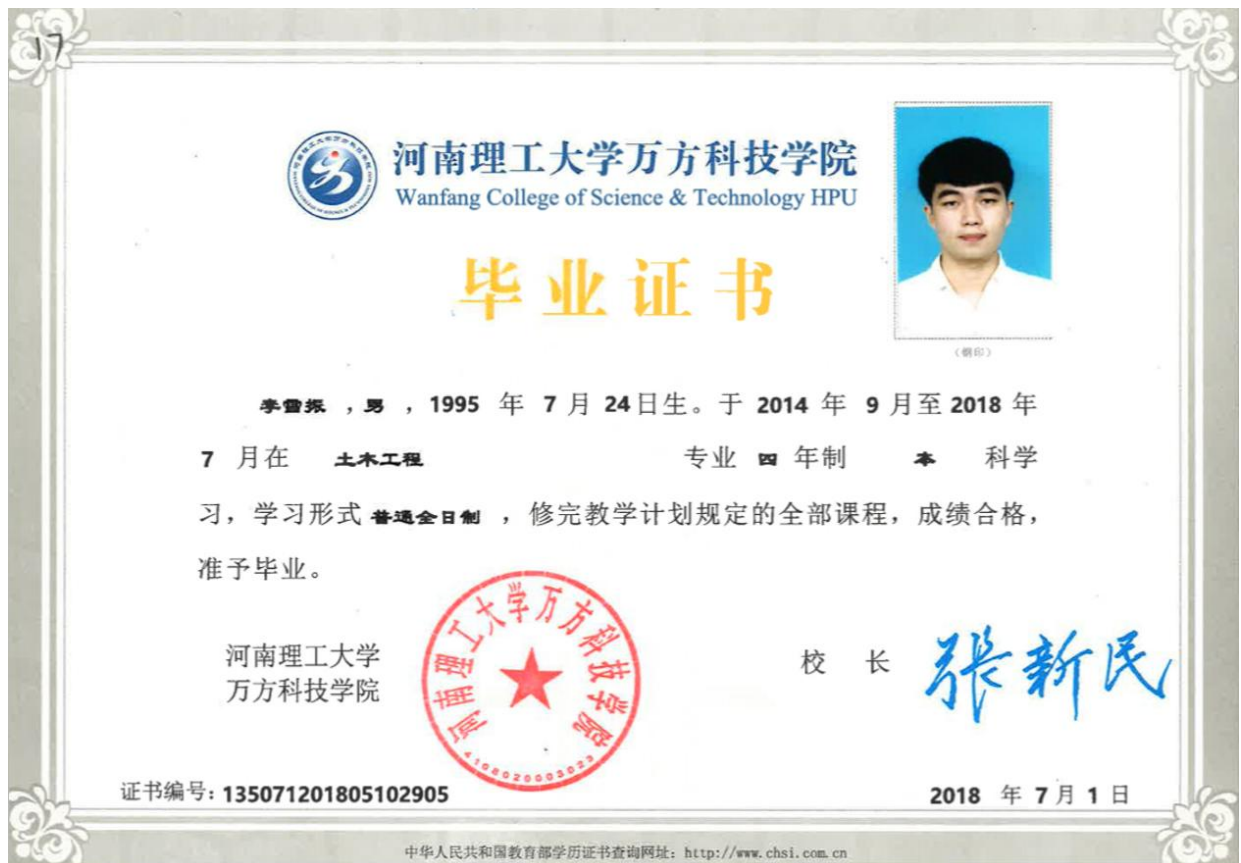 17
河南理工大学万方科技学院
Wanfang College of Science & Technology HPU
毕业证书
（钢印）
李雪振，男，1995 年 7 月 24日生。于 2014 年 9 月至 2018 年
7 月在 土木工程 专业 四 年制 本 科学
习，学习形式 普通全日制 ，修完教学计划规定的全部课程，成绩合格，
准予毕业。
河南理工大学
万方科技学院
河南理工大学万方科技学院
4108020003023
校 长 張新民
证书编号：135071201805102905
2018 年 7 月 1 日
中华人民共和国教育部学历证书查询网址：http://www.chsi.com.cn